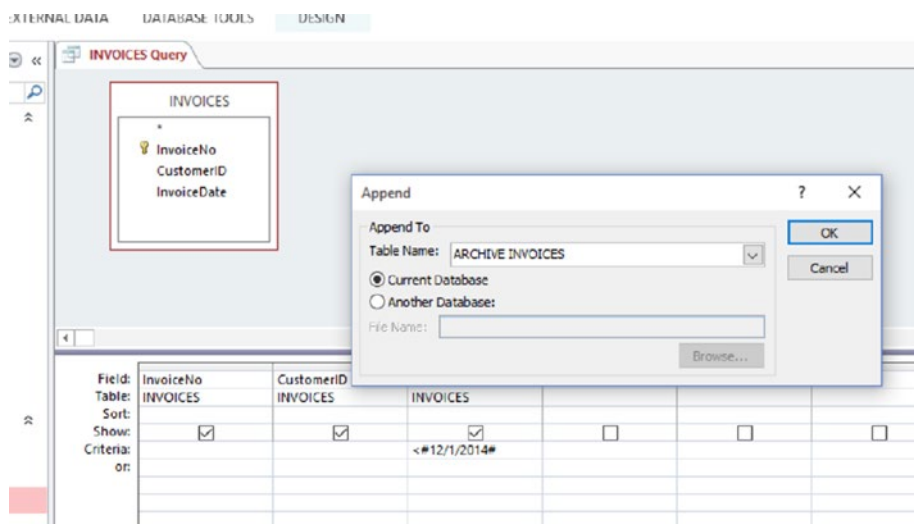 EXTERNAL DATA DATABASE TOOLS DESIGN
«
INVOICES Query
INVOICES
*
InvoiceNo
CustomerID
InvoiceDate
Append ? X
Append To
Table Name: ARCHIVE INVOICES
Current Database
Another Database:
File Name:
Browse...
OK
Cancel
Field: InvoiceNo CustomerID
Table: INVOICES INVOICES INVOICES
Sort:
Show:
Criteria: <#12/1/2014#
or: